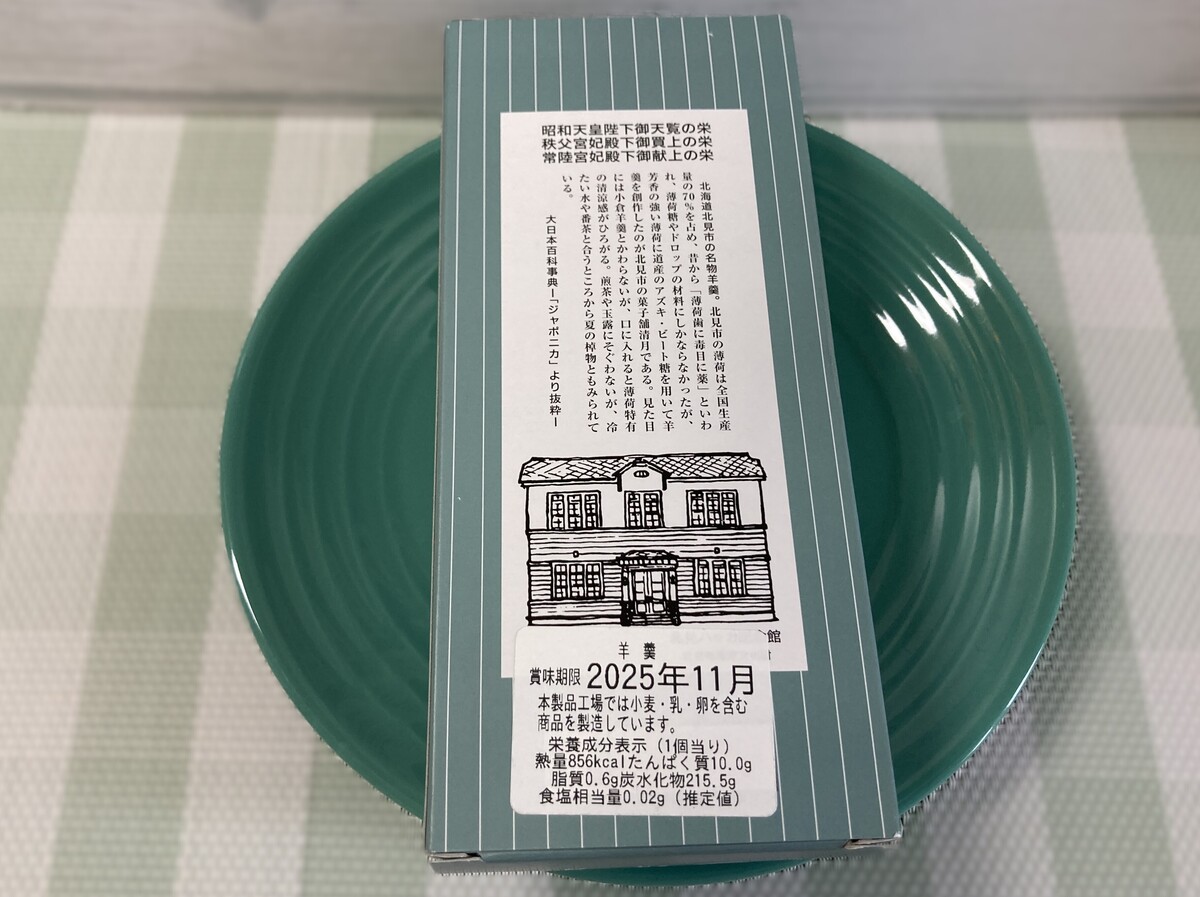 昭和天皇陛下御天覧の栄
秩父宮妃殿下御買上の栄
常陸宮妃殿下御献上の栄
北海道北見市の名物羊羹。北見市の薄荷は全国生産
量の70％を占め、昔から「薄荷歯に毒目に薬」といわ
れ、薄荷糖やドロップの材料にしかならなかったが、
芳香の強い薄荷に道産のアズキ・ビート糖を用いて羊
羹を創作したのが北見市の菓子舗清月である。見た目
には小倉羊羹とかわらないが、口に入れると薄荷特有
の清涼感がひろがる。煎茶や玉露にそぐわないが、冷
たい水や番茶と合うところから夏の棹物ともみられて
いる。
大日本百科事典ー「ジャポニカ」より抜粋ー
館
羊羹
賞味期限 2025年11月
本製品工場では小麦・乳・卵を含む
商品を製造しています。
栄養成分表示（1個当り）
熱量856kcalたんぱく質10.0g
脂質0.6g炭水化物215.5g
食塩相当量0.02g（推定値）